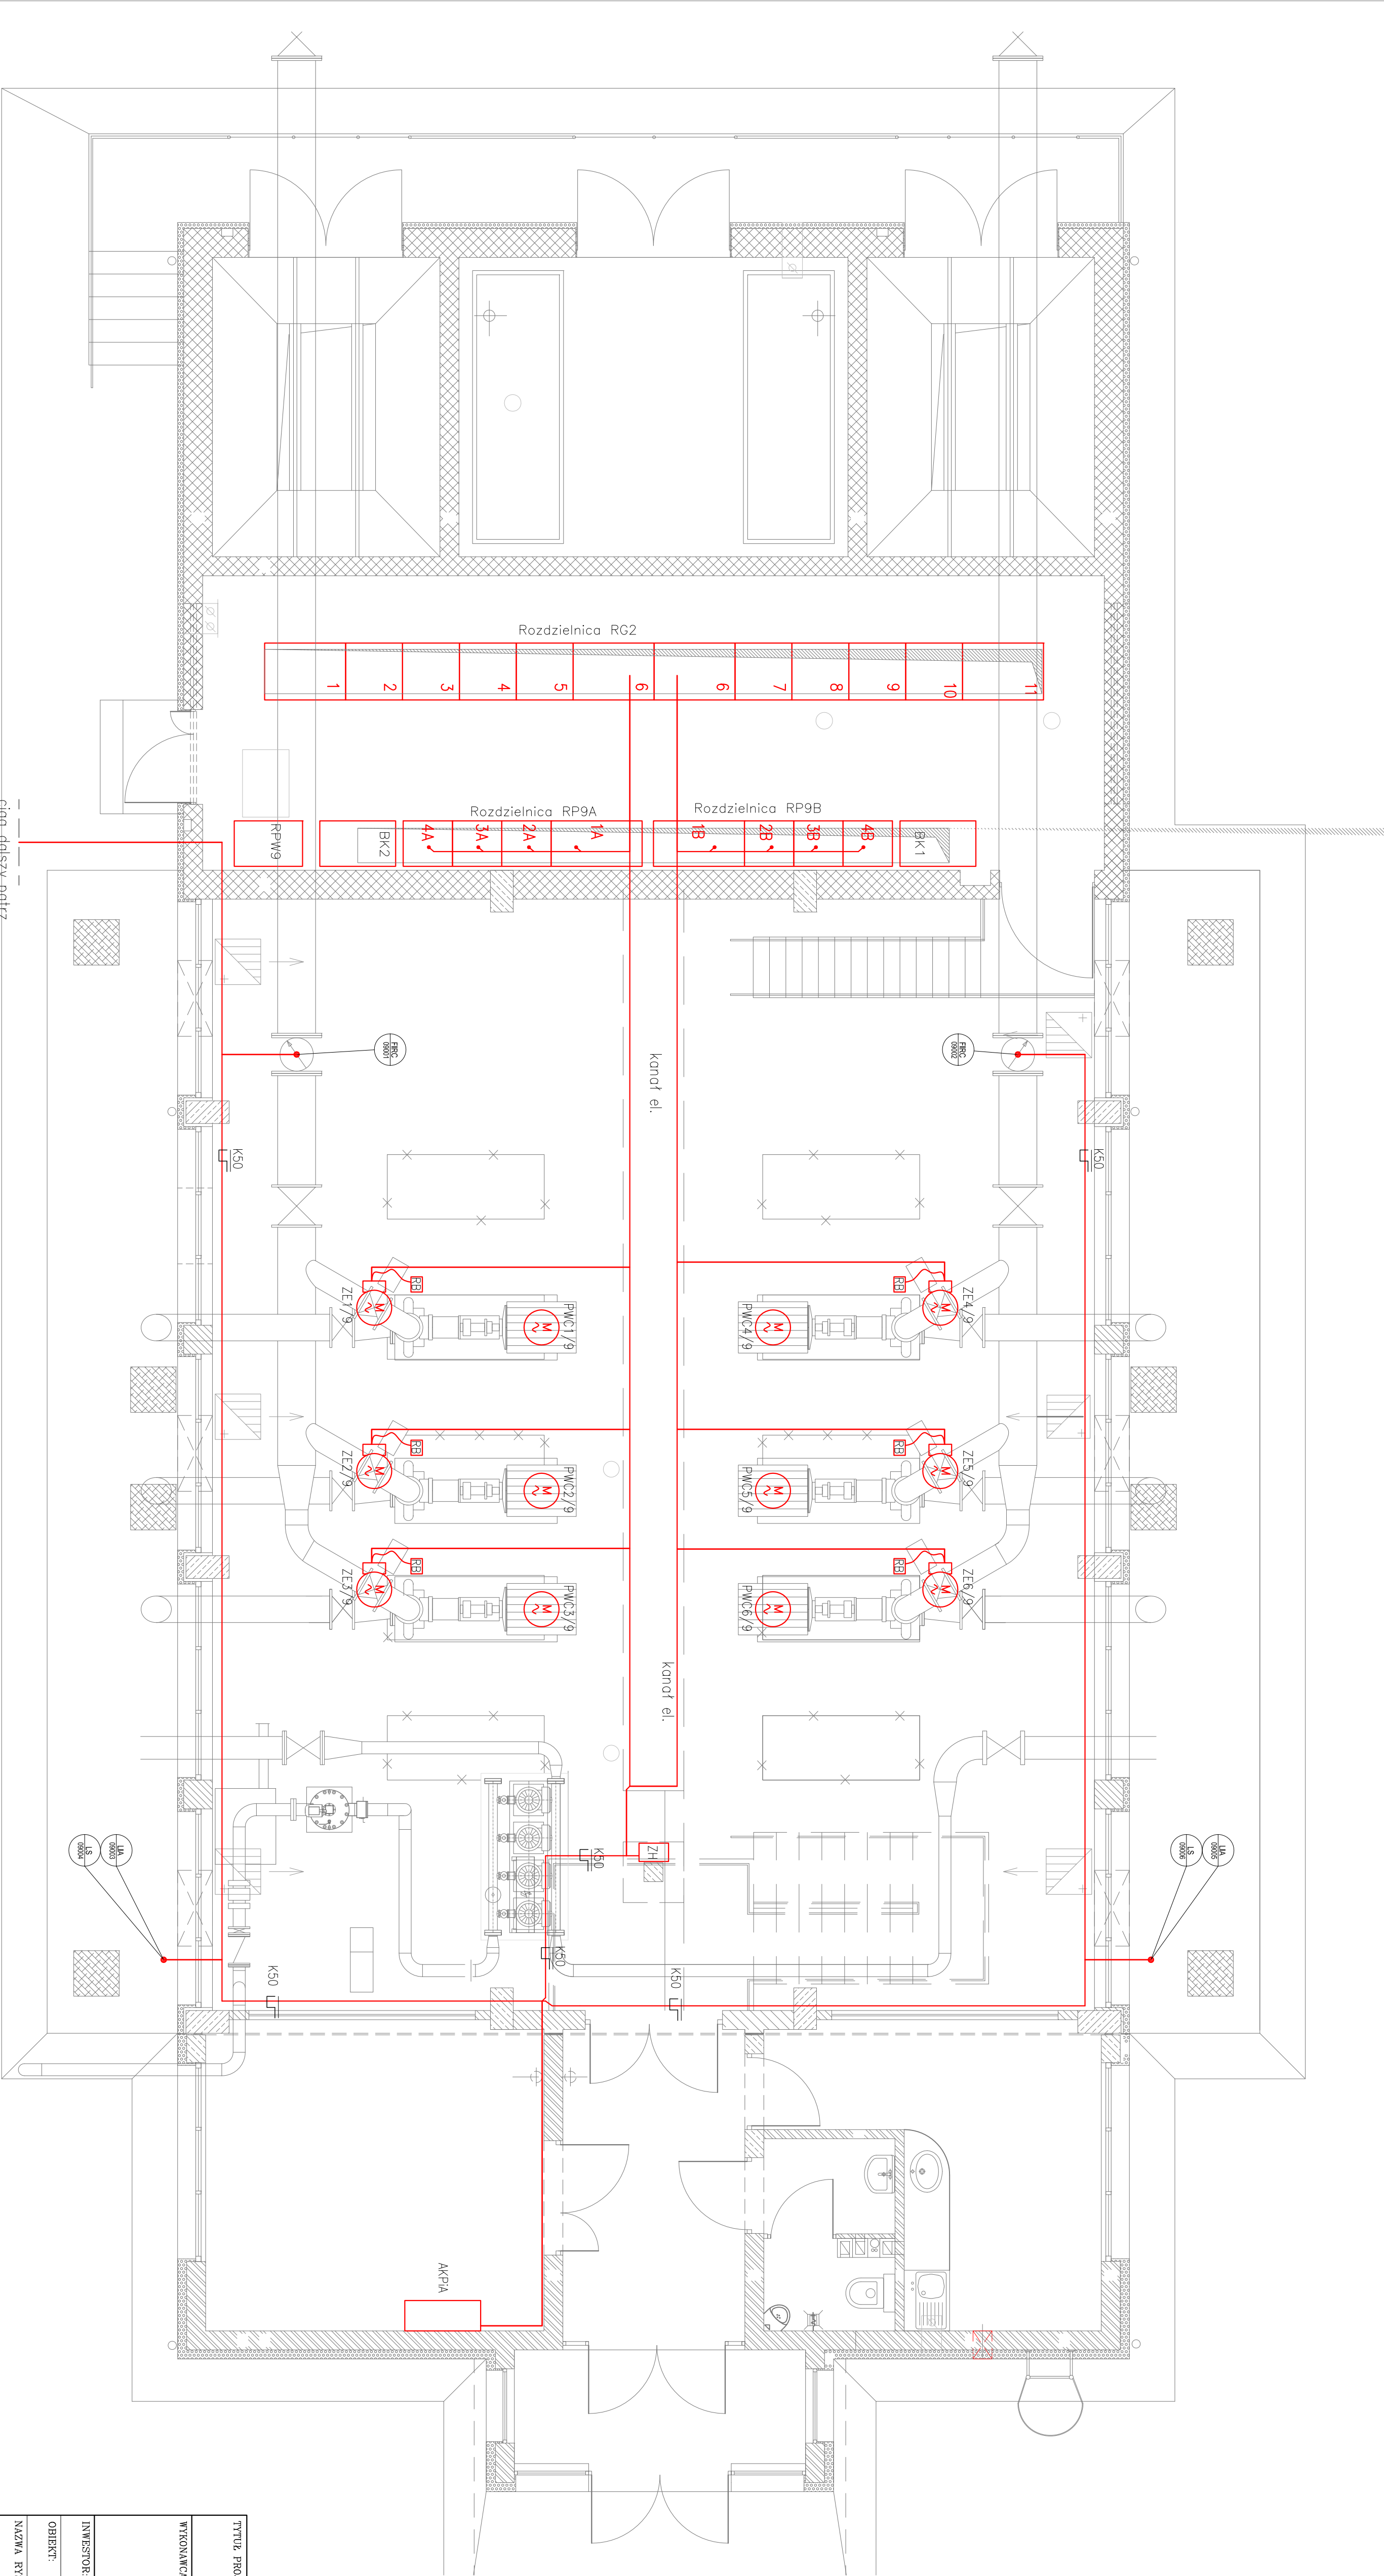 Rozdzielnica RG2
1
2
3
4
5
6
6
7
8
9
10
11
Rozdzielnica RP9A
Rozdzielnica RP9B
RPW9
BK2
4A
3A
2A
1A
1B
2B
3B
4B
BK1
ciąg dalszy patrz
FIRC
09001
kanał el.
FIRC
09002
K50
K50
ZE1/9
M
RB
PWC1/9
M
PWC4/9
M
RB
ZE4/9
M
ZE2/9
M
RB
PWC2/9
M
PWC5/9
M
RB
ZE5/9
M
ZE3/9
M
RB
PWC3/9
M
PWC6/9
M
RB
ZE6/9
M
kanał el.
LS
09004
LIA
09003
K50
ZH
LS
09006
LIA
09005
K50
K50
K50
AKPiA
TYTUŁ PRO
WYKONAWCA
INWESTOR:
OBIEKT:
NAZWA RY